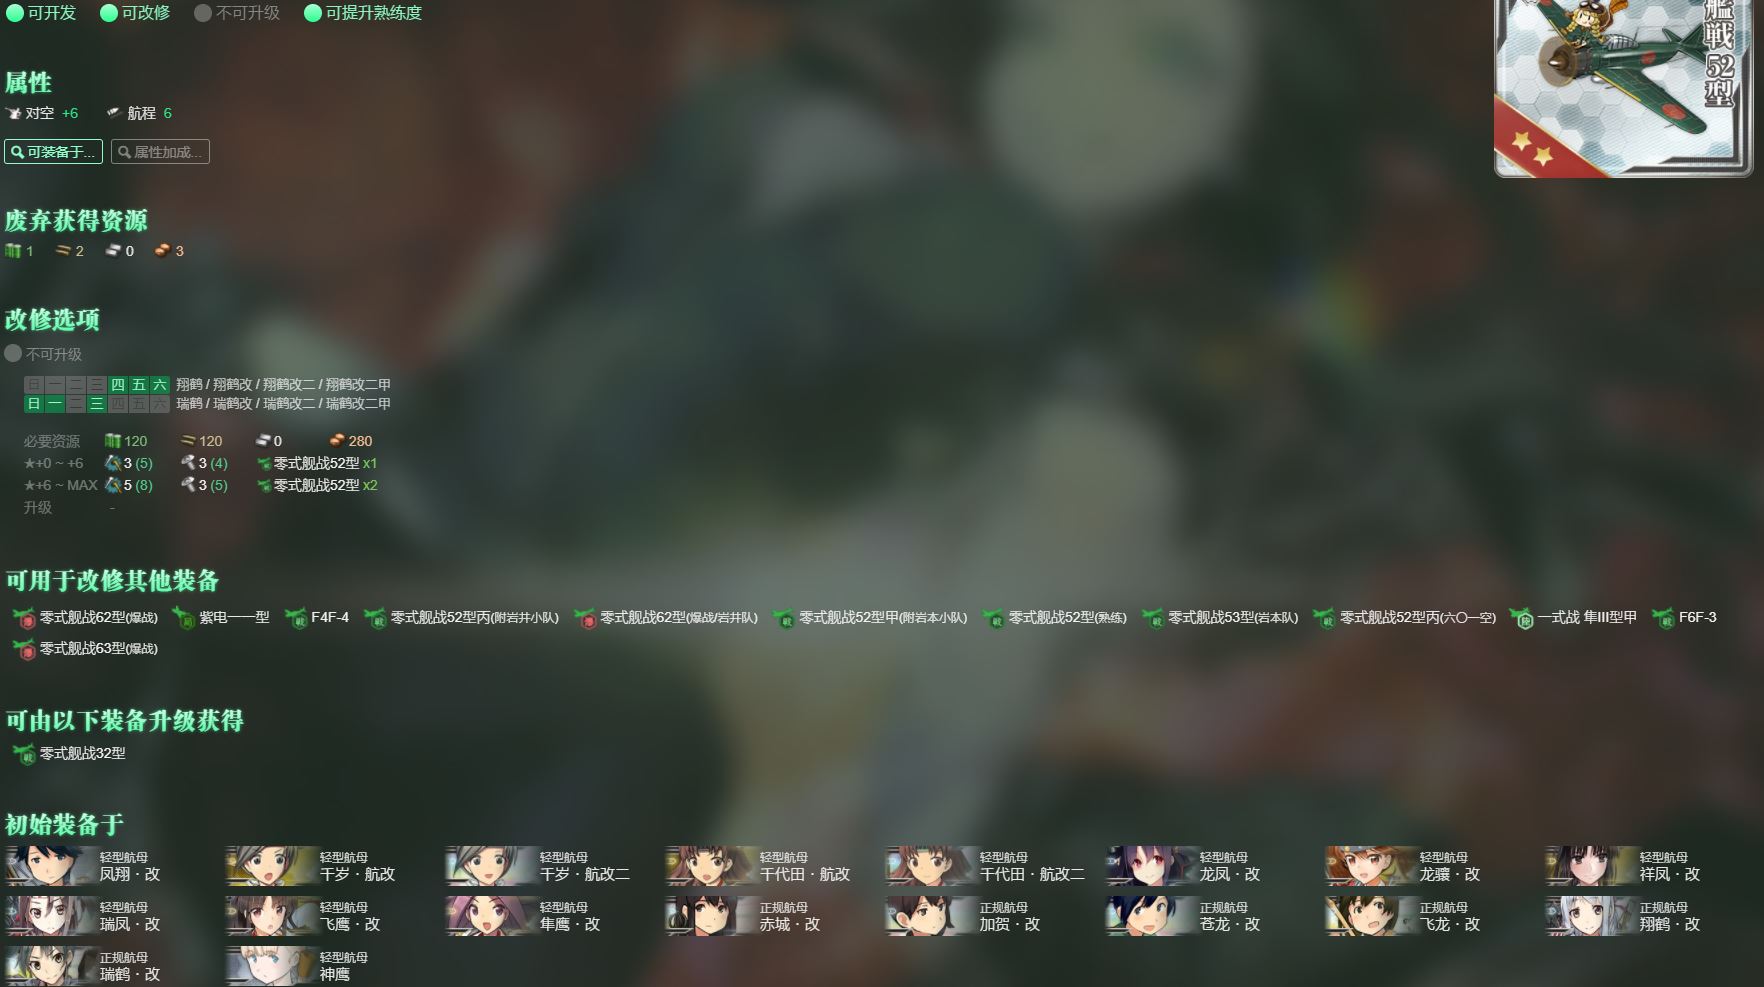 可开发 可改修 不可升级 可提升熟练度
艦戦52型
属性
对空 +6 航程 6
可装备于... 属性加成...
废弃获得资源
1 2 0 3
改修选项
不可升级
日 一 二 三 四 五 六 翔鹤 / 翔鹤改 / 翔鹤改二 / 翔鹤改二甲
日 一 二 三 四 五 六 瑞鹤 / 瑞鹤改 / 瑞鹤改二 / 瑞鹤改二甲
必要资源 120 120 0 280
★+0 ~ +6 3 (5) 3 (4) 零式舰战52型 x1
★+6 ~ MAX 5 (8) 3 (5) 零式舰战52型 x2
升级 -
可用于改修其他装备
零式舰战62型(爆战) 紫电一一型 F4F-4 零式舰战52型丙(附岩井小队) 零式舰战62型(爆战/岩井队) 零式舰战52型甲(附岩本小队) 零式舰战52型(熟练) 零式舰战53型(岩本队) 零式舰战52型丙(六〇一空) 一式战 隼III型甲 F6F-3
零式舰战63型(爆战)
可由以下装备升级获得
零式舰战32型
初始装备于
轻型航母 轻型航母 轻型航母 轻型航母 轻型航母 轻型航母 轻型航母 轻型航母
凤翔 · 改 千岁 · 航改 千岁 · 航改二 千代田 · 航改 千代田 · 航改二 龙凤 · 改 龙骧 · 改 祥凤 · 改
轻型航母 轻型航母 轻型航母 正规航母 正规航母 正规航母 正规航母 正规航母
瑞凤 · 改 飞鹰 · 改 隼鹰 · 改 赤城 · 改 加贺 · 改 苍龙 · 改 飞龙 · 改 翔鹤 · 改
正规航母 轻型航母
瑞鹤 · 改 神鹰